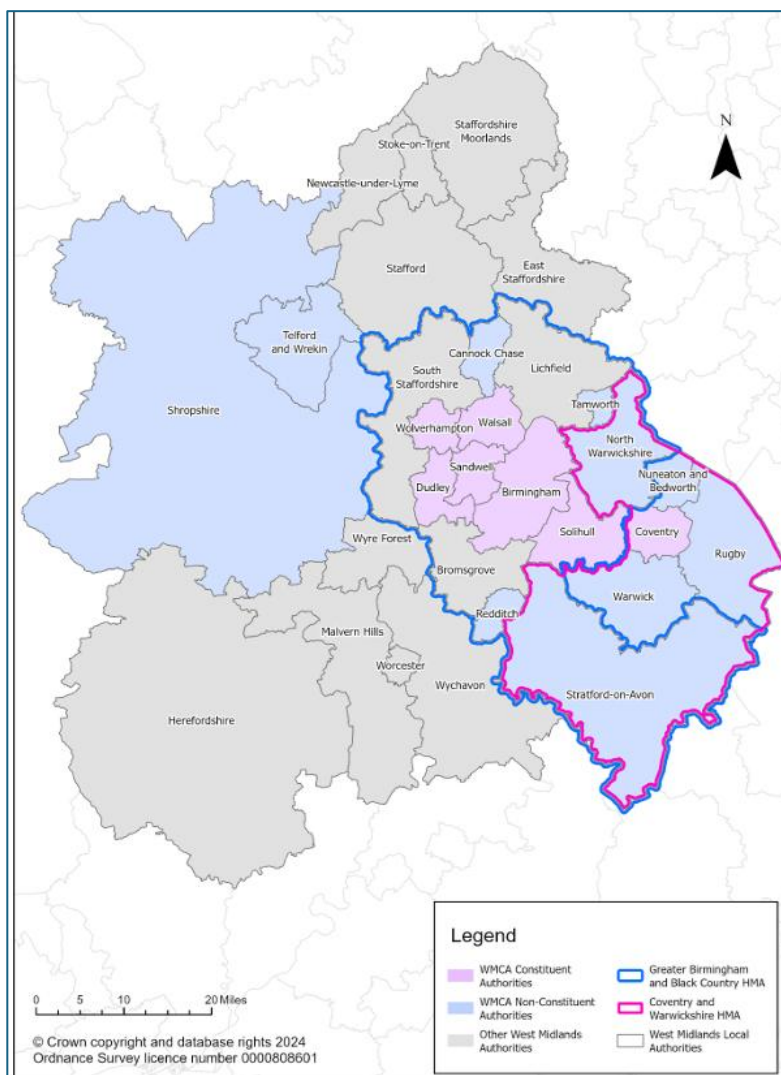 N
Staffordshire
Moorlands
Stoke-on-Trent
Newcastle-under-Lyme
Stafford
East
Staffordshire
Telford
and Wrekin
Cannock Chase
Lichfield
South
Staffordshire
Shropshire
Tamworth
Wolverhampton
Walsall
North
Warwickshire
Sandwell
Nuneaton and
Bedworth
Dudley
Birmingham
Solihull
Coventry
Wyre Forest
Rugby
Bromsgrove
Warwick
Redditch
Malvern Hills
Worcester
Wychavon
Stratford-on-Avon
Herefordshire
Legend
WMCA Constituent
Authorities
Greater Birmingham
and Black Country HMA
WMCA Non-Constituent
Authorities
Coventry and
Warwickshire HMA
Other West Midlands
Authorities
West Midlands Local
Authorities
0 5 10 20 Miles
© Crown copyright and database rights 2024
Ordnance Survey licence number 0000808601